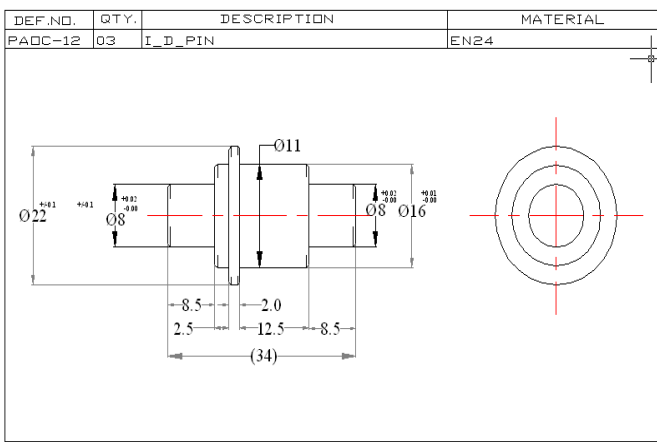 DEF.NO. QTY. DESCRIPTION MATERIAL
PAOC-12 03 I_D_PIN EN24
Ø11
Ø22 +/-0.1 +/-0.1 Ø8 +0.02 -0.00 Ø8 +0.02 -0.00 Ø16 +0.01 -0.00
8.5 2.0
2.5 12.5 8.5
(34)